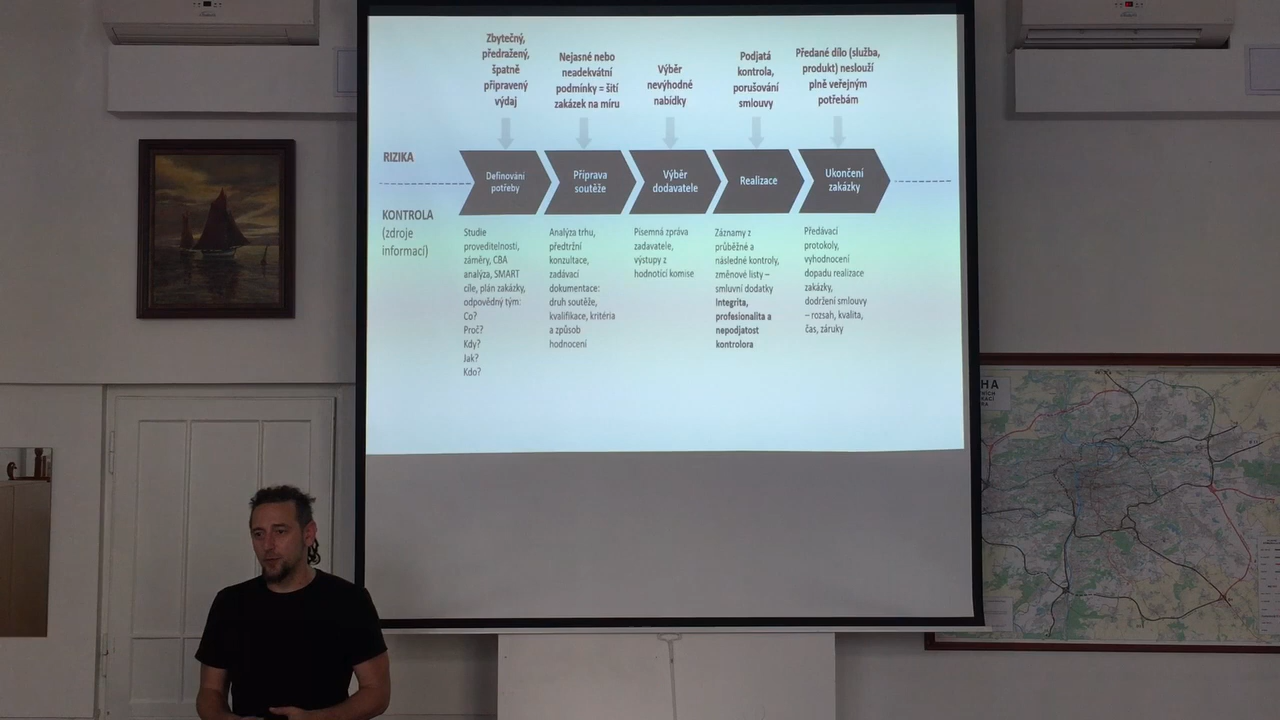 Zbytečný,
předražený,
špatně
připravený
výdaj
Nejasné nebo
neadekvátní
podmínky = šití
zakázek na míru
Výběr
nevýhodné
nabídky
Podjatá
kontrola,
porušování
smlouvy
Předané dílo (služba,
produkt) neslouží
plně veřejným
potřebám
RIZIKA
Definování
potřeby
Příprava
soutěže
Výběr
dodavatele
Realizace
Ukončení
zakázky
KONTROLA
(zdroje
informací)
Studie
proveditelnosti,
záměry, CBA
analýza, SMART
cíle, plán zakázky,
odpovědný tým:
Co?
Proč?
Kdy?
Jak?
Kdo?
Analýza trhu,
předtržní
konzultace,
zadávací
dokumentace:
druh soutěže,
kvalifikace, kritéria
a způsob
hodnocení
Písemná zpráva
zadavatele,
výstupy z
hodnotící komise
Záznamy z
průběžné a
následné kontroly,
změnové listy –
smluvní dodatky
Integrita,
profesionalita a
nepodjatost
kontrolora
Předávací
protokoly,
vyhodnocení
dopadu realizace
zakázky,
dodržení smlouvy
– rozsah, kvalita,
čas, záruky
HA